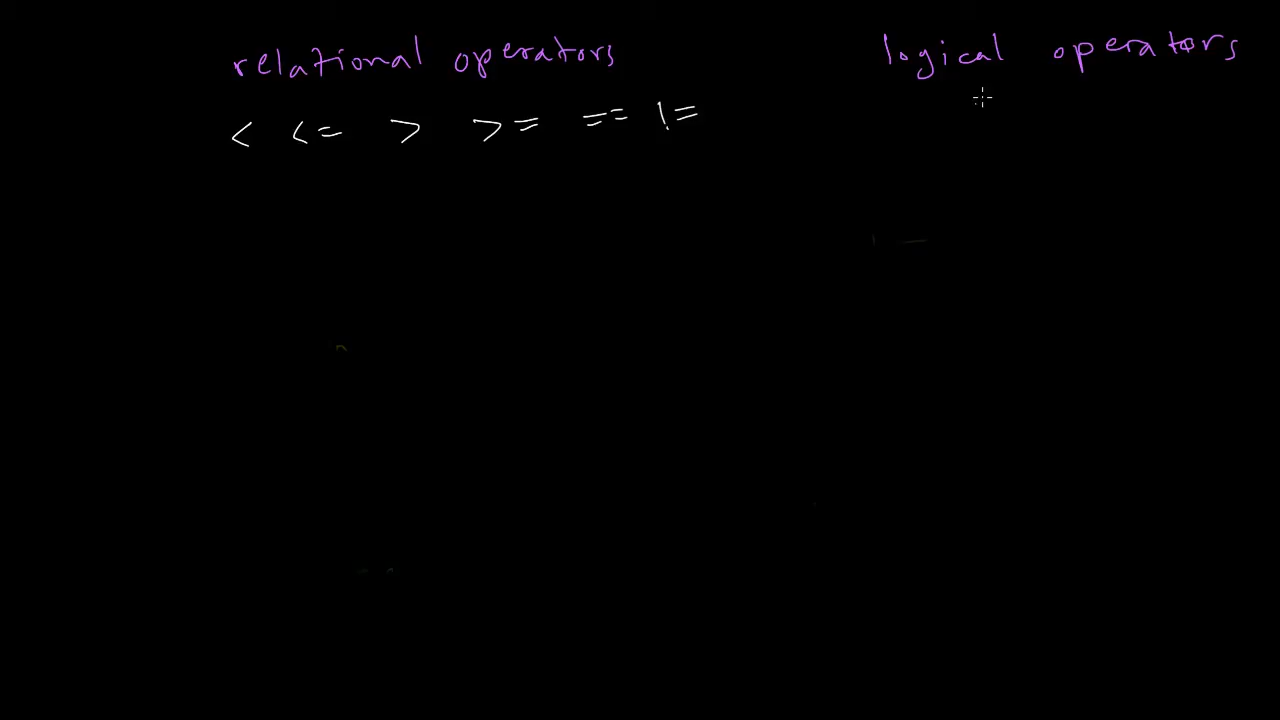 relational operators
logical operators
< <= > >= == !=